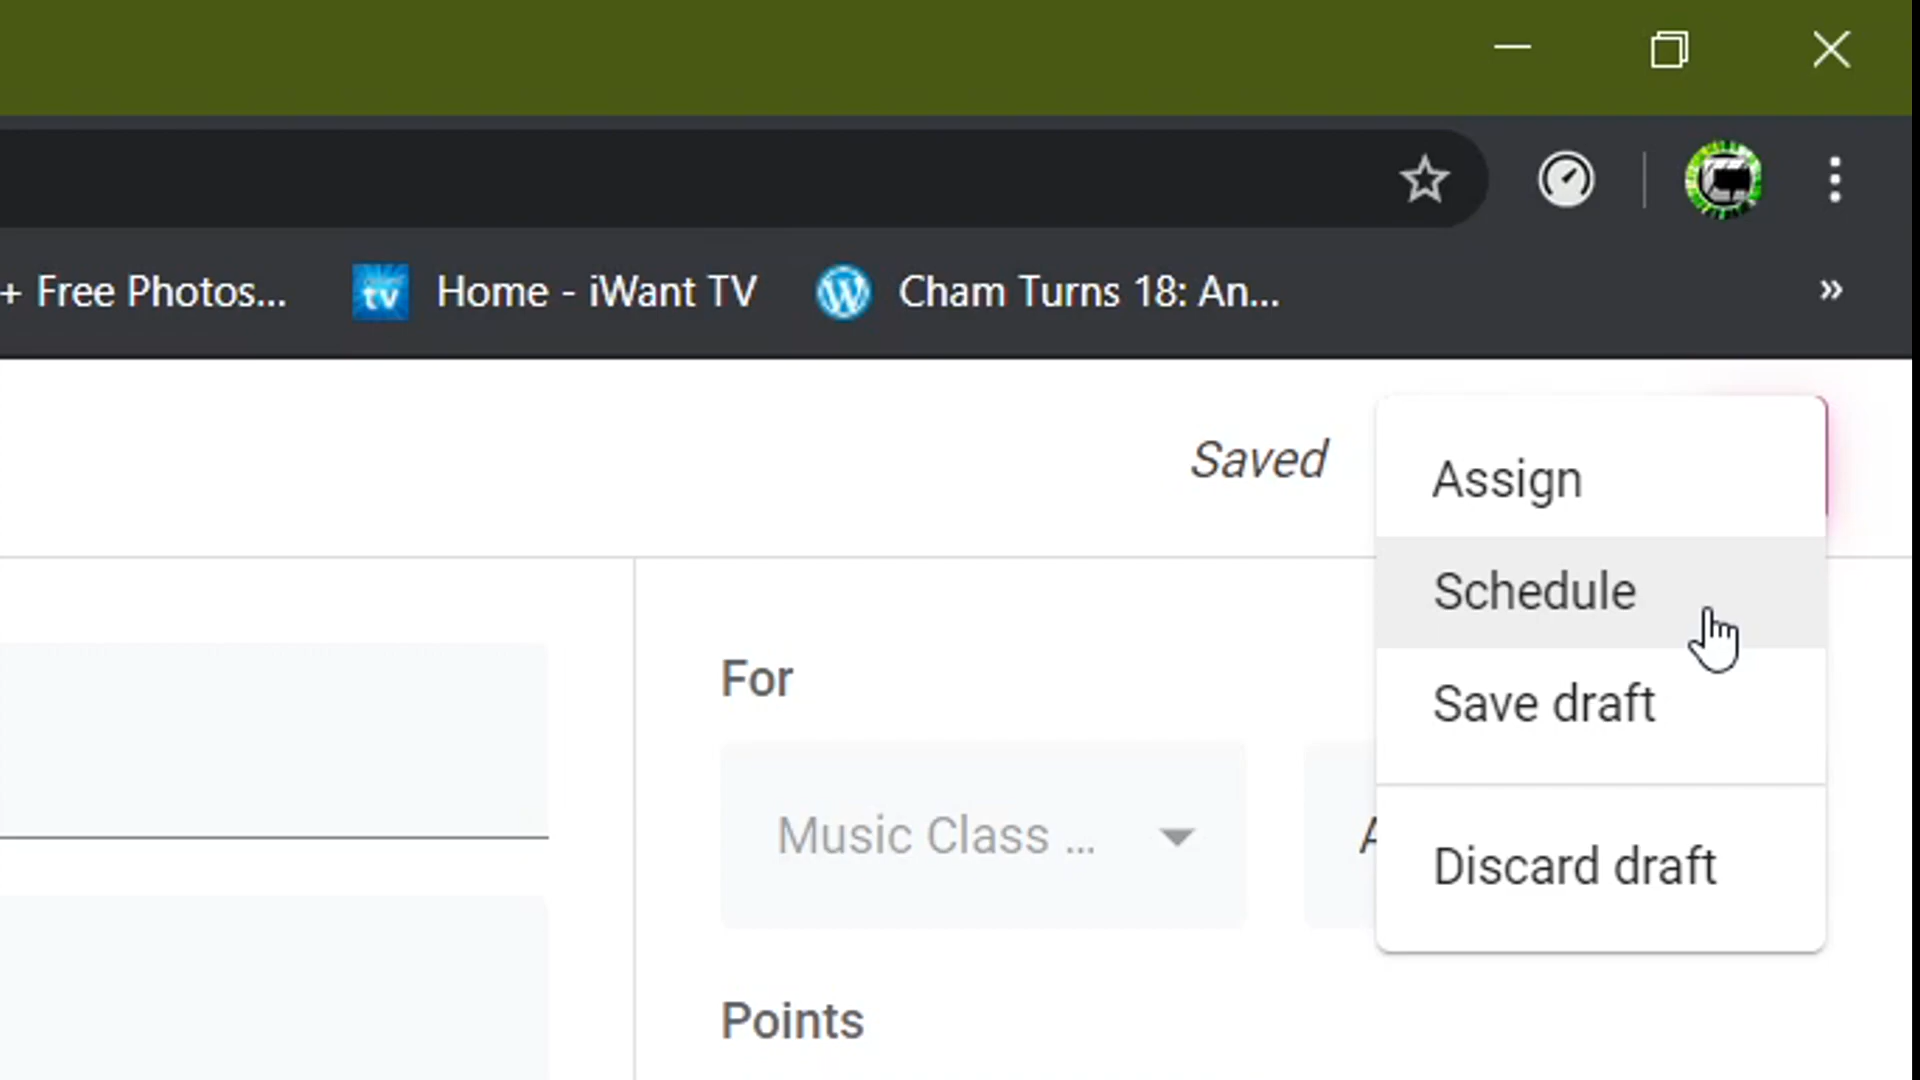 + Free Photos... tv Home - iWant TV Cham Turns 18: An... »
Saved
Assign
Schedule
Save draft
Discard draft
For
Music Class ... A
Points